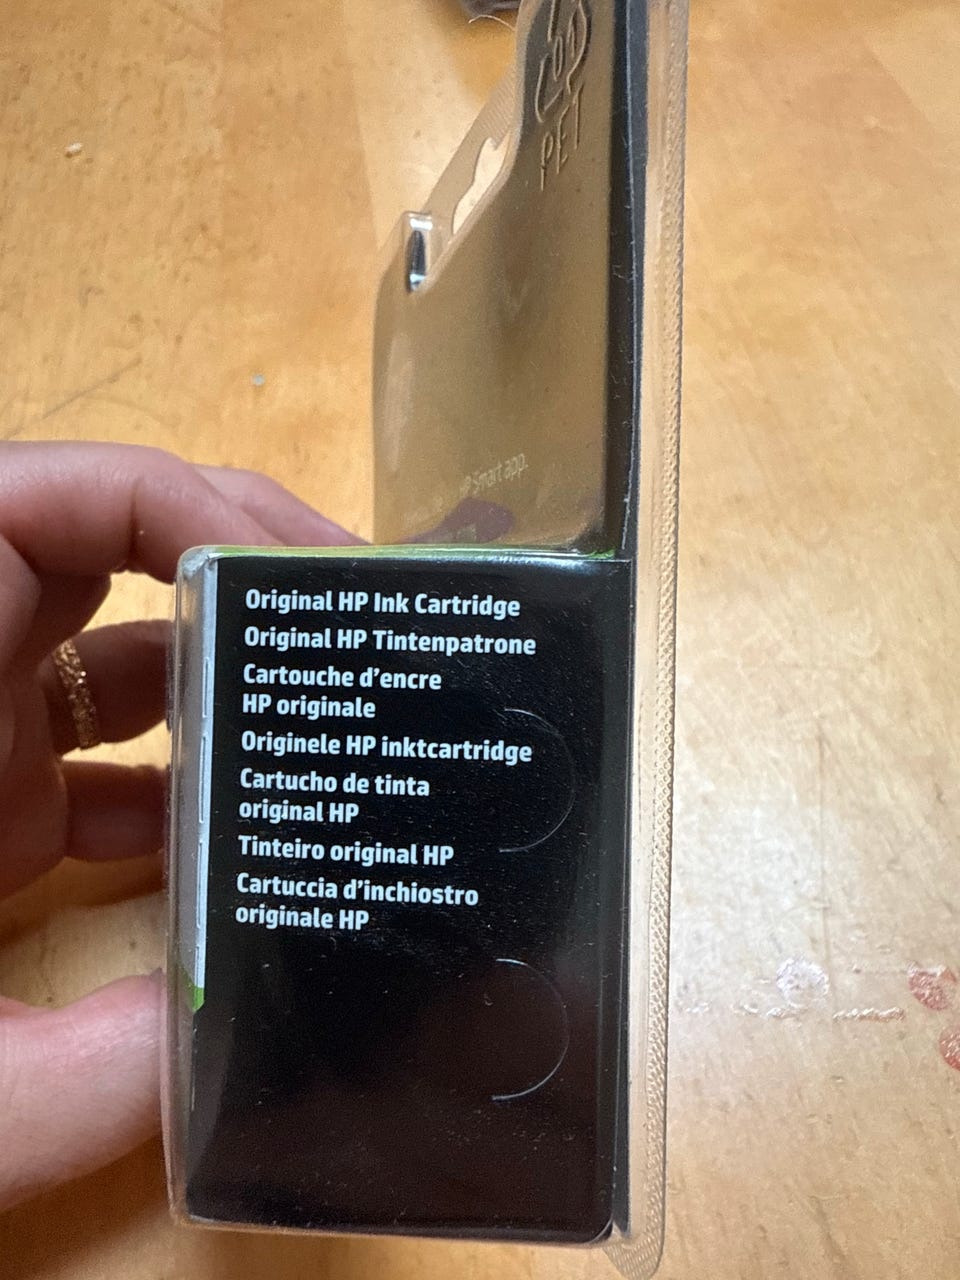 PET
HP Smart app.
Original HP Ink Cartridge
Original HP Tintenpatrone
Cartouche d'encre
HP originale
Originele HP inktcartridge
Cartucho de tinta
original HP
Tinteiro original HP
Cartuccia d'inchiostro
originale HP